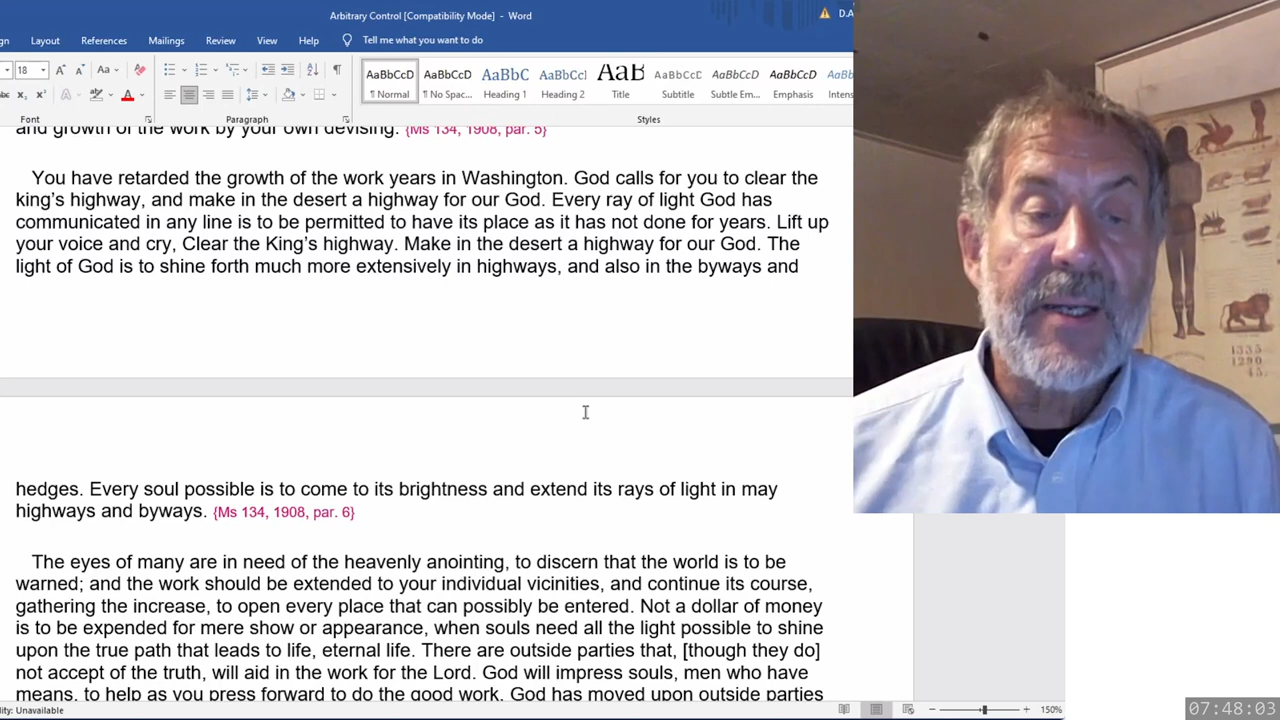 Arbitrary Control [Compatibility Mode] - Word
D.A
gn Layout References Mailings Review View Help Tell me what you want to do
18 Aa
AaBbCcD AaBbCcD AaBbC AaBbCcI AaB AaBbCcD AaBbCcD AaBbCcD AaBb
¶ Normal ¶ No Spac... Heading 1 Heading 2 Title Subtitle Subtle Em... Emphasis Inten
Font Paragraph Styles
and growth of the work by your own devising. {Ms 134, 1908, par. 5}
You have retarded the growth of the work years in Washington. God calls for you to clear the
king's highway, and make in the desert a highway for our God. Every ray of light God has
communicated in any line is to be permitted to have its place as it has not done for years. Lift up
your voice and cry, Clear the King's highway. Make in the desert a highway for our God. The
light of God is to shine forth much more extensively in highways, and also in the byways and
hedges. Every soul possible is to come to its brightness and extend its rays of light in may
highways and byways. {Ms 134, 1908, par. 6}
The eyes of many are in need of the heavenly anointing, to discern that the world is to be
warned; and the work should be extended to your individual vicinities, and continue its course,
gathering the increase, to open every place that can possibly be entered. Not a dollar of money
is to be expended for mere show or appearance, when souls need all the light possible to shine
upon the true path that leads to life, eternal life. There are outside parties that, [though they do]
not accept of the truth, will aid in the work for the Lord. God will impress souls, men who have
means, to help as you press forward to do the good work. God has moved upon outside parties
lity: Unavailable
150%
1335
1290
45.
07:48:03